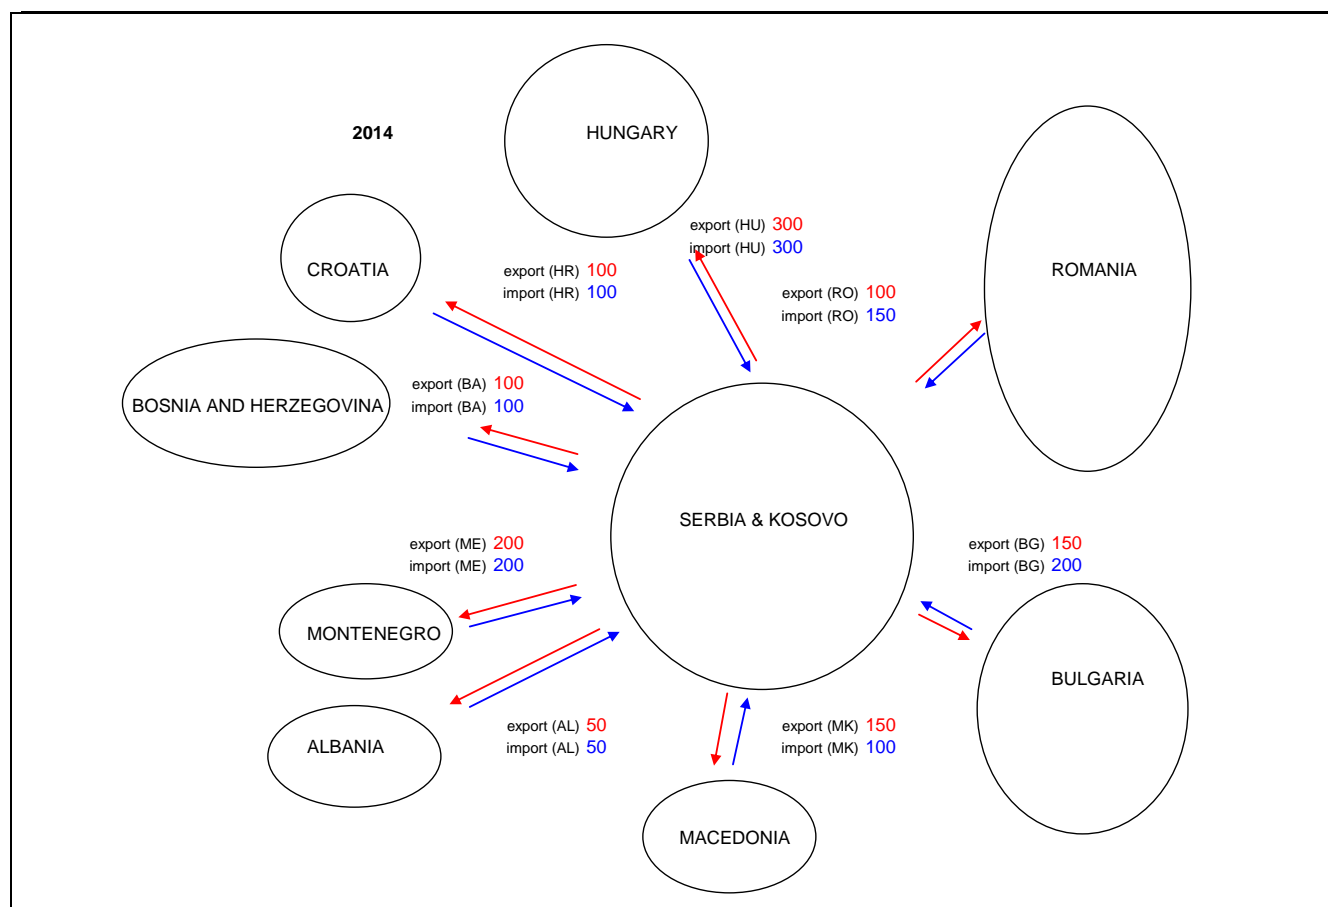 2014
HUNGARY
export (HU) 300
import (HU) 300
CROATIA
export (HR) 100
import (HR) 100
ROMANIA
export (RO) 100
import (RO) 150
BOSNIA AND HERZEGOVINA
export (BA) 100
import (BA) 100
SERBIA & KOSOVO
export (ME) 200
import (ME) 200
export (BG) 150
import (BG) 200
MONTENEGRO
BULGARIA
ALBANIA
export (AL) 50
import (AL) 50
export (MK) 150
import (MK) 100
MACEDONIA